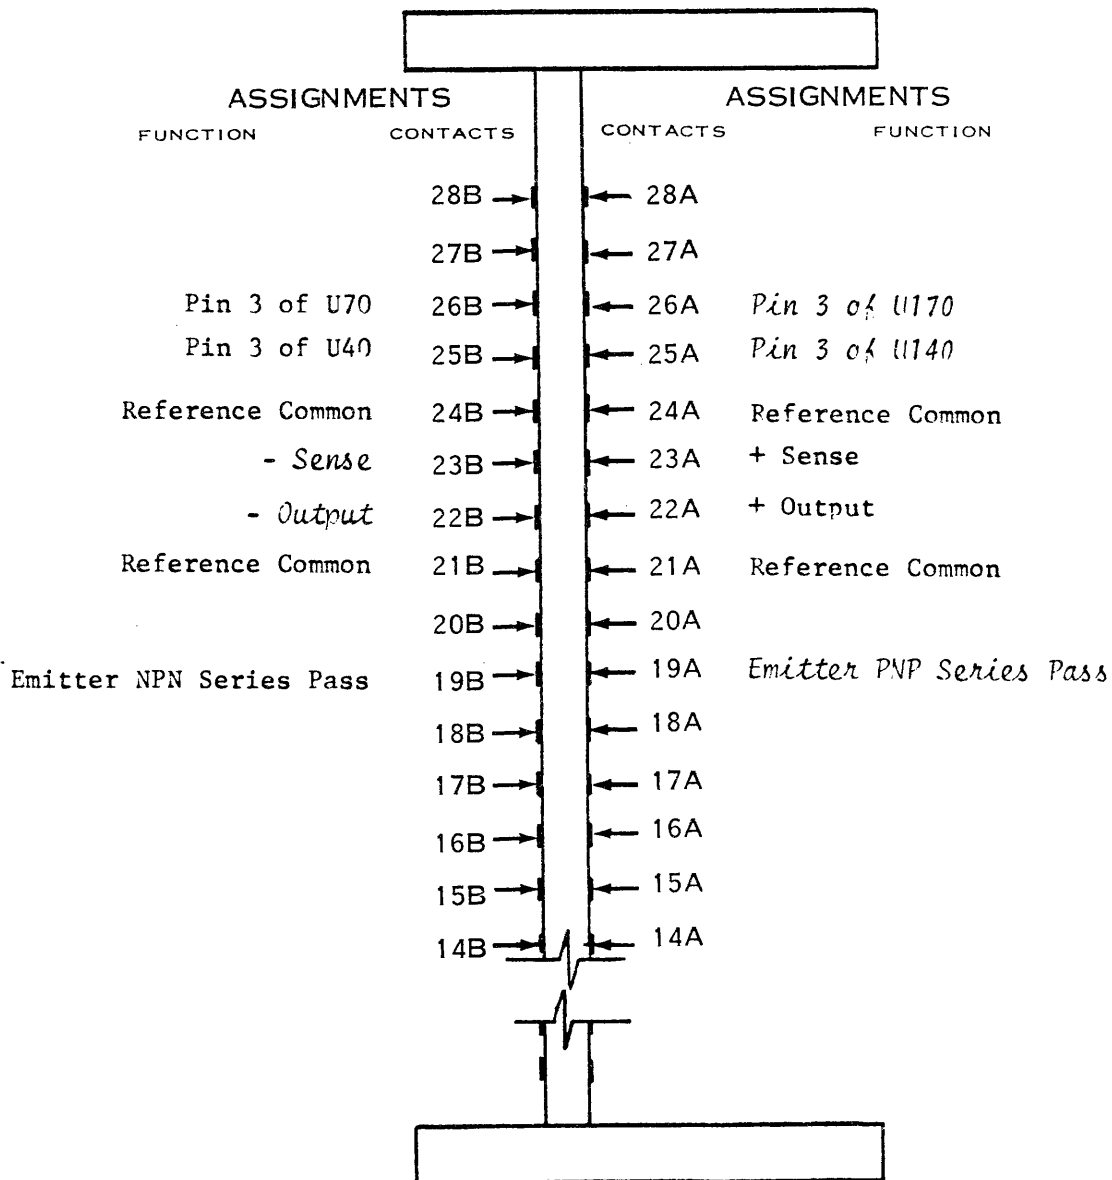 ASSIGNMENTS ASSIGNMENTS
FUNCTION CONTACTS CONTACTS FUNCTION
28B 28A
27B 27A
Pin 3 of U70 26B 26A Pin 3 of U170
Pin 3 of U40 25B 25A Pin 3 of U140
Reference Common 24B 24A Reference Common
- Sense 23B 23A + Sense
- Output 22B 22A + Output
Reference Common 21B 21A Reference Common
20B 20A
Emitter NPN Series Pass 19B 19A Emitter PNP Series Pass
18B 18A
17B 17A
16B 16A
15B 15A
14B 14A